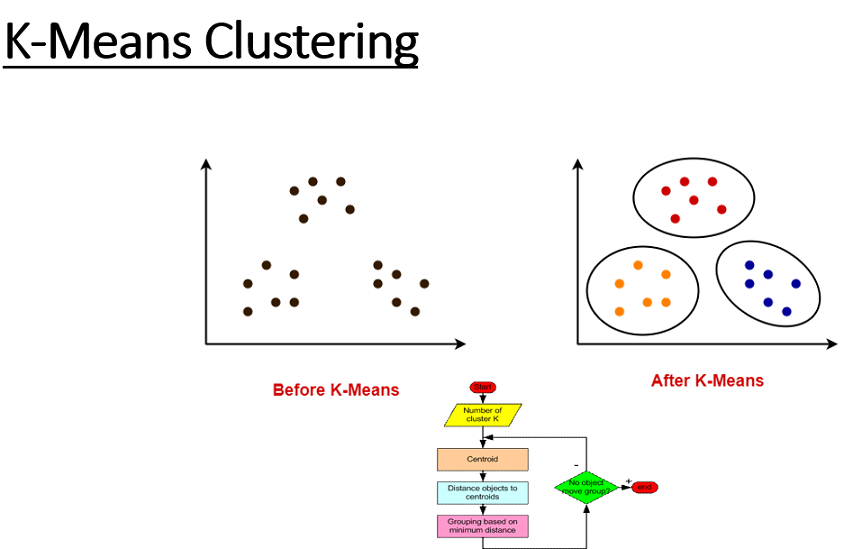 K-Means Clustering
Before K-Means
After K-Means
Start
Number of
cluster K
Centroid
Distance objects to
centroids
Grouping based on
minimum distance
-
No object
move group?
+
end